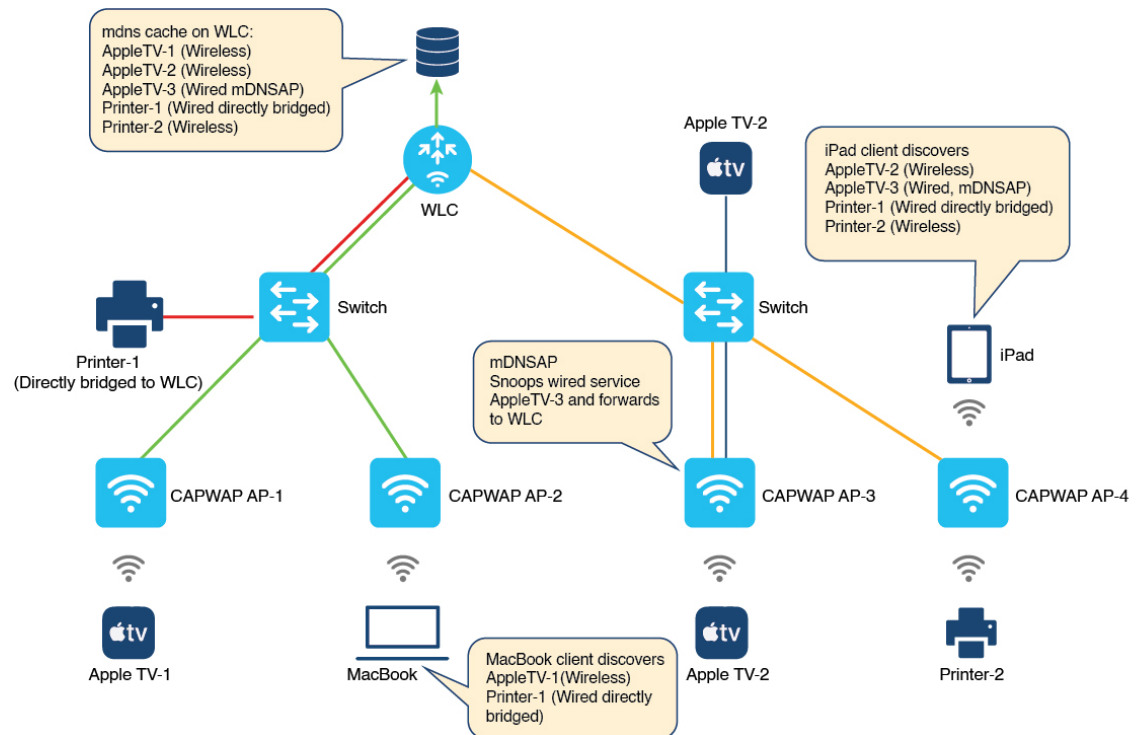 mdns cache on WLC:
AppleTV-1 (Wireless)
AppleTV-2 (Wireless)
AppleTV-3 (Wired mDNSAP)
Printer-1 (Wired directly bridged)
Printer-2 (Wireless)
WLC
Apple TV-2
tv
iPad client discovers
AppleTV-2 (Wireless)
AppleTV-3 (Wired, mDNSAP)
Printer-1 (Wired directly bridged)
Printer-2 (Wireless)
Switch
Switch
Printer-1
(Directly bridged to WLC)
mDNSAP
Snoops wired service
AppleTV-3 and forwards
to WLC
iPad
CAPWAP AP-1
CAPWAP AP-2
CAPWAP AP-3
CAPWAP AP-4
tv
Apple TV-1
MacBook
MacBook client discovers
AppleTV-1(Wireless)
Printer-1 (Wired directly
bridged)
tv
Apple TV-2
Printer-2